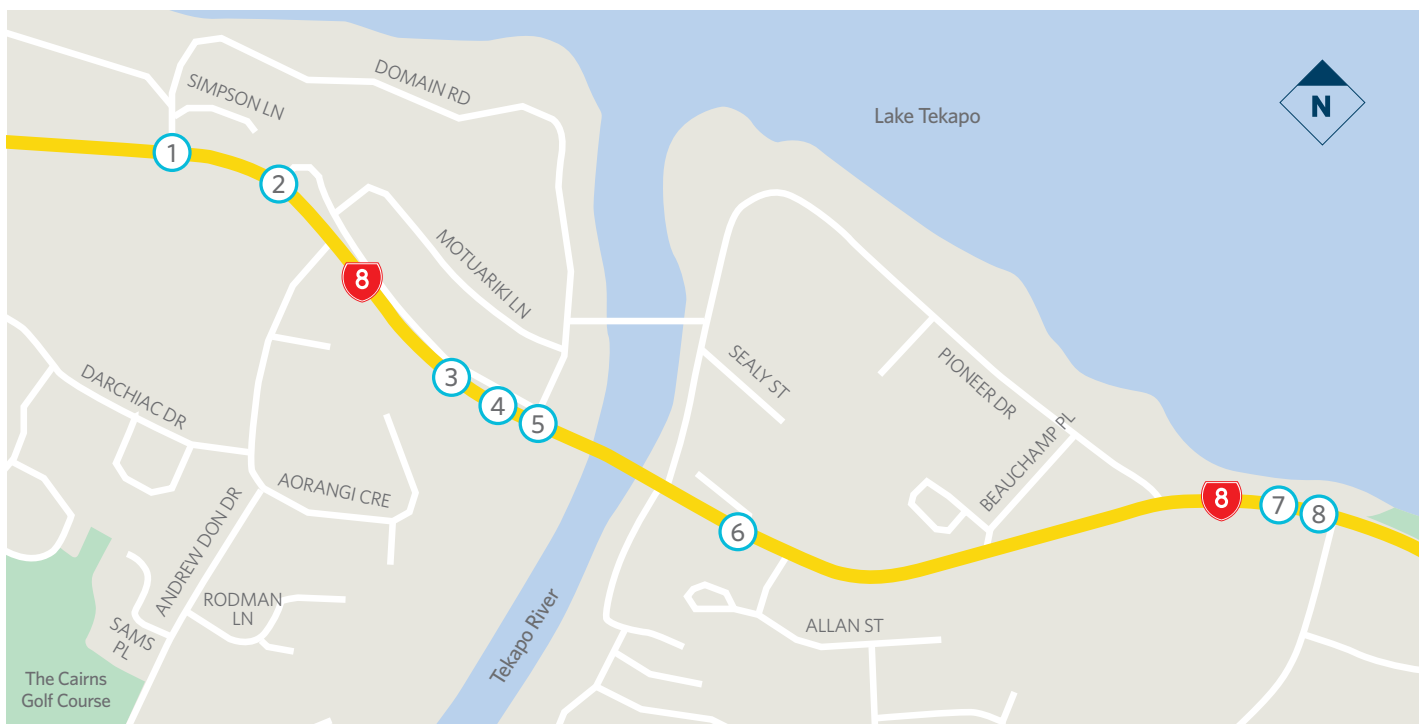 DOMAIN RD
SIMPSON LN
Lake Tekapo
N
1
2
MOTUARIKI LN
8
3
4
5
SEALY ST
PIONEER DR
DARCHIAC DR
BEAUCHAMP PL
AORANGI CRE
ANDREW DON DR
8
7
8
6
RODMAN
LN
SAMS
PL
Tekapo River
ALLAN ST
The Cairns
Golf Course